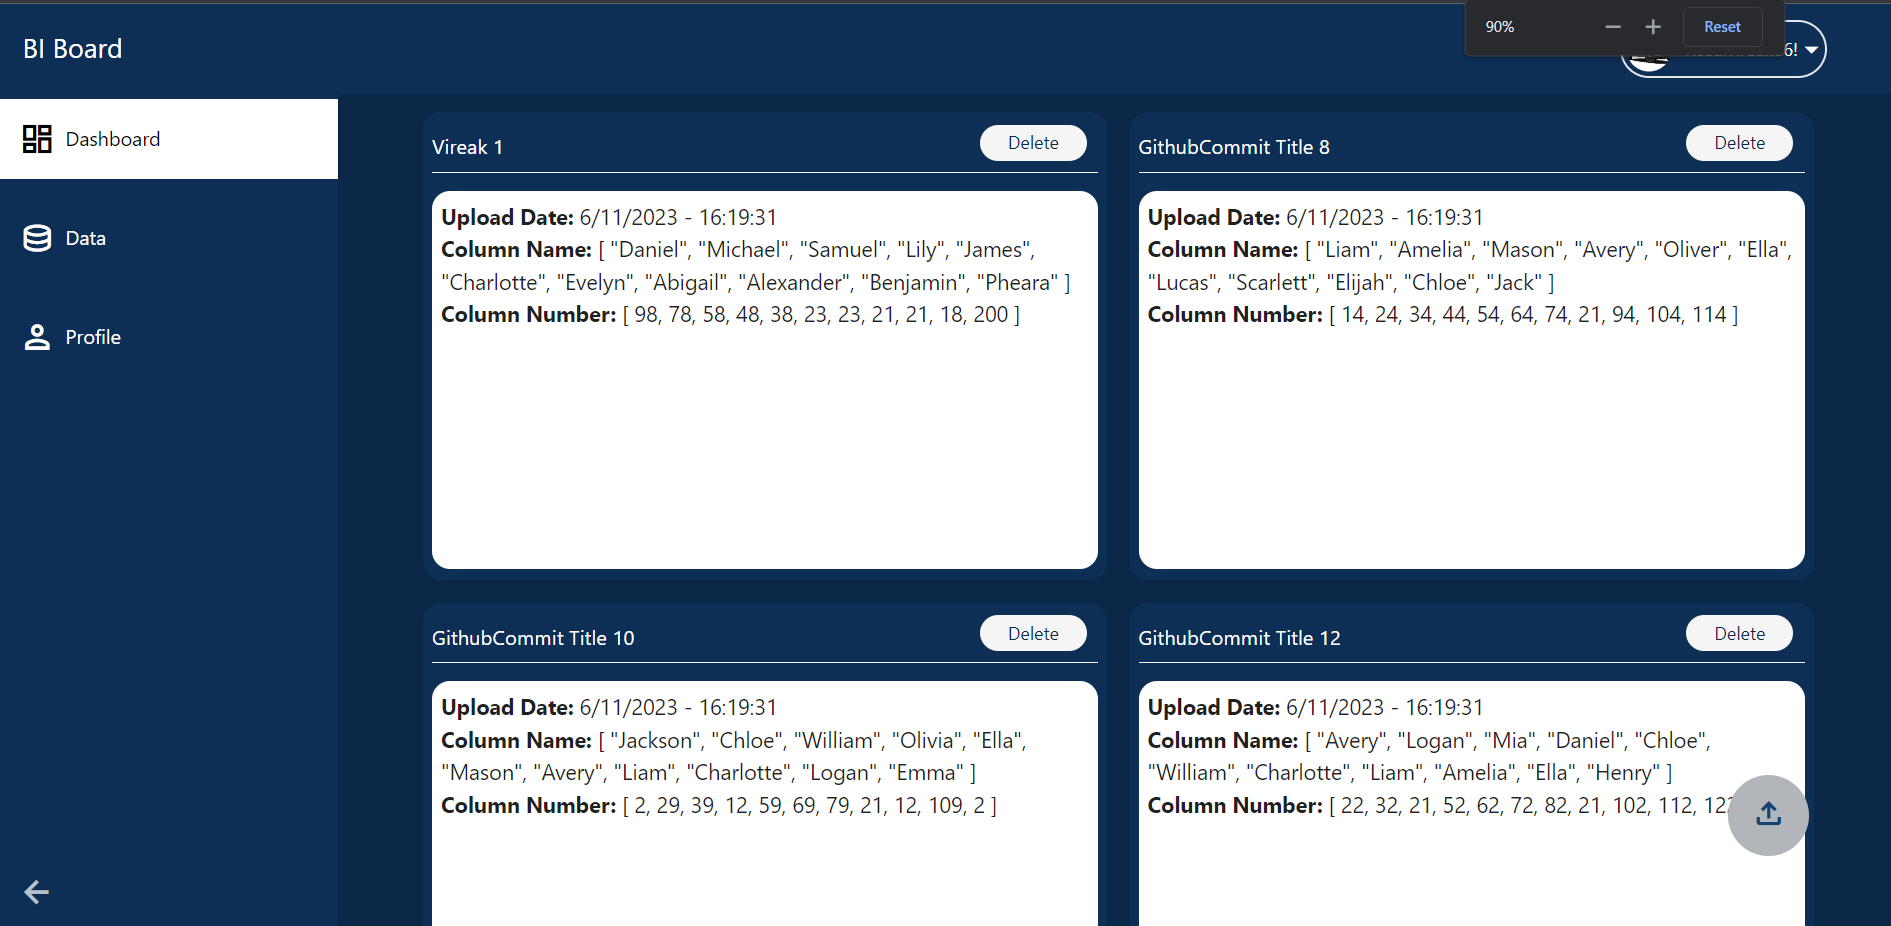 BI Board
90%
Reset
6!
Dashboard
Data
Profile
Vireak 1
Delete
Upload Date: 6/11/2023 - 16:19:31
Column Name: [ "Daniel", "Michael", "Samuel", "Lily", "James",
"Charlotte", "Evelyn", "Abigail", "Alexander", "Benjamin", "Pheara" ]
Column Number: [ 98, 78, 58, 48, 38, 23, 23, 21, 21, 18, 200 ]
GithubCommit Title 8
Delete
Upload Date: 6/11/2023 - 16:19:31
Column Name: [ "Liam", "Amelia", "Mason", "Avery", "Oliver", "Ella",
"Lucas", "Scarlett", "Elijah", "Chloe", "Jack" ]
Column Number: [ 14, 24, 34, 44, 54, 64, 74, 21, 94, 104, 114 ]
GithubCommit Title 10
Delete
Upload Date: 6/11/2023 - 16:19:31
Column Name: [ "Jackson", "Chloe", "William", "Olivia", "Ella",
"Mason", "Avery", "Liam", "Charlotte", "Logan", "Emma" ]
Column Number: [ 2, 29, 39, 12, 59, 69, 79, 21, 12, 109, 2 ]
GithubCommit Title 12
Delete
Upload Date: 6/11/2023 - 16:19:31
Column Name: [ "Avery", "Logan", "Mia", "Daniel", "Chloe",
"William", "Charlotte", "Liam", "Amelia", "Ella", "Henry" ]
Column Number: [ 22, 32, 21, 52, 62, 72, 82, 21, 102, 112,